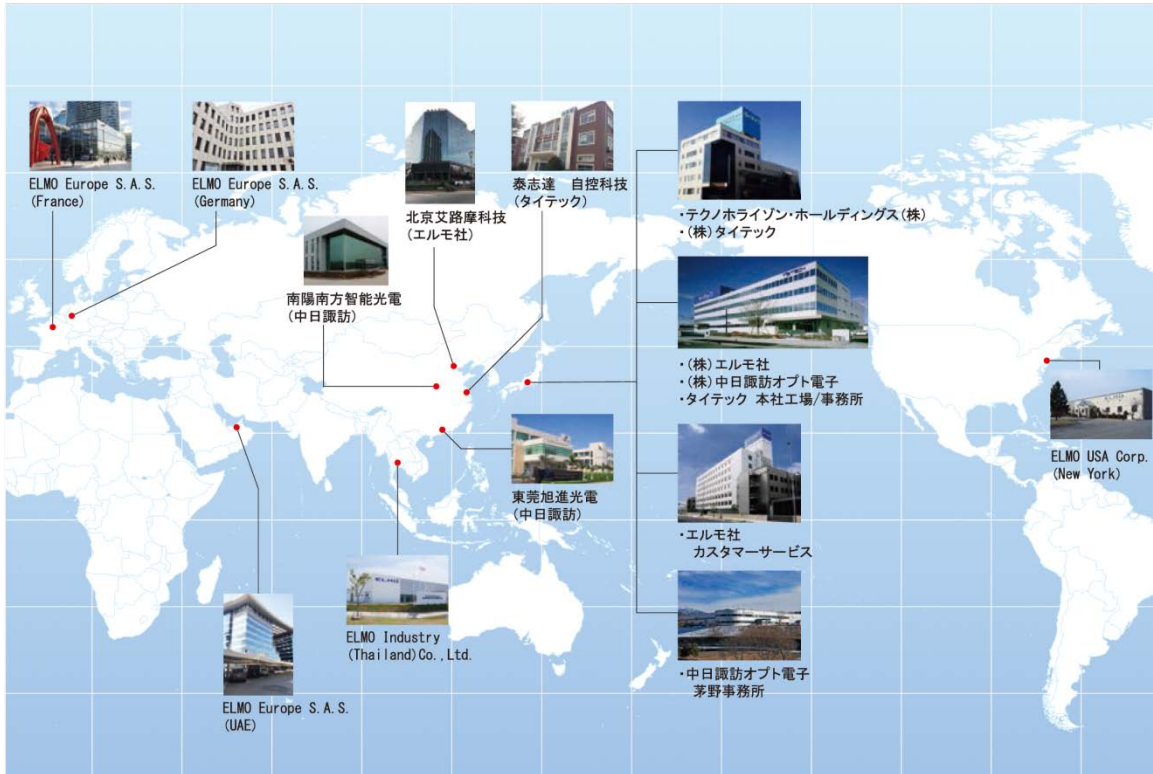 ELMO Europe S.A.S.
(France)
ELMO Europe S.A.S.
(Germany)
北京艾路摩科技
(エルモ社)
泰志達　自控科技
(タイテック)
南陽南方智能光電
(中日諏訪)
・テクノホライゾン・ホールディングス(株)
・(株)タイテック
・(株)エルモ社
・(株)中日諏訪オプト電子
・タイテック 本社工場/事務所
ELMO USA Corp.
(New York)
東莞旭進光電
(中日諏訪)
・エルモ社
カスタマーサービス
ELMO Industry
(Thailand)Co.,Ltd.
・中日諏訪オプト電子
茅野事務所
ELMO Europe S.A.S.
(UAE)